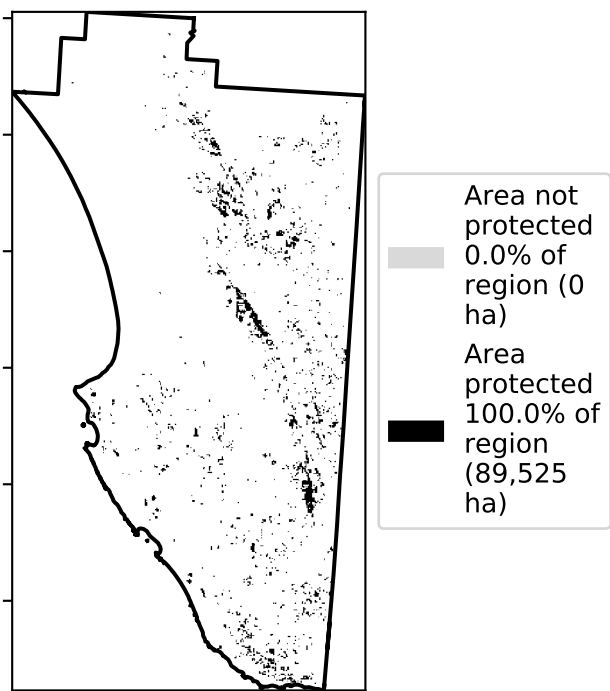 Area not
protected
0.0% of
region (0
ha)
Area
protected
100.0% of
region
(89,525
ha)